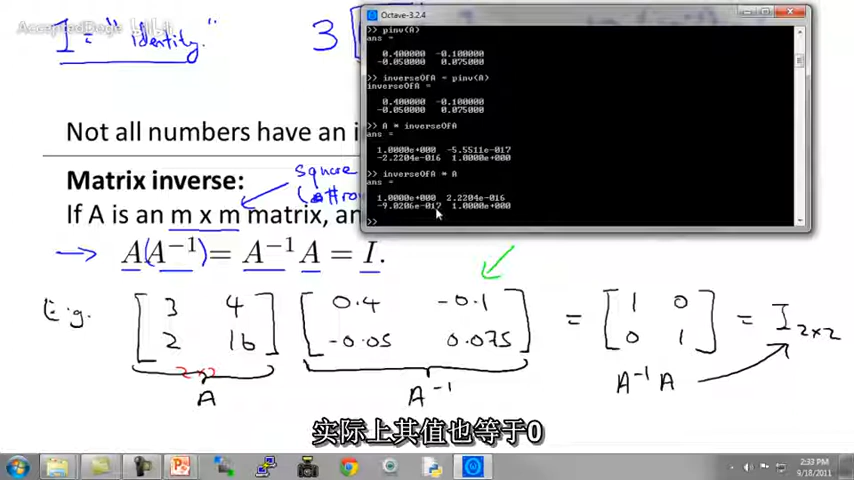 AcceptedDoge
I = "identity."
3
Octave-3.2.4
>> pinv(A)
ans =
0.400000 -0.100000
-0.050000 0.075000
>> inverseOfA = pinv(A)
inverseOfA =
0.400000 -0.100000
-0.050000 0.075000
>> A * inverseOfA
ans =
1.0000e+000 -5.5511e-017
-2.2204e-016 1.0000e+000
>> inverseOfA * A
ans =
1.0000e+000 2.2204e-016
-9.0206e-017 1.0000e+000
>>
Not all numbers have an
Matrix inverse:
square
If A is an m x m matrix, an
→ A(A⁻¹) = A⁻¹A = I.
E.g. [3 4 [0.4 -0.1 = [1 0 = I 2×2
2 16] -0.05 0.075] 0 1]
2×2
A A⁻¹ A⁻¹A
实际上其值也等于0
2:33 PM
9/18/2011